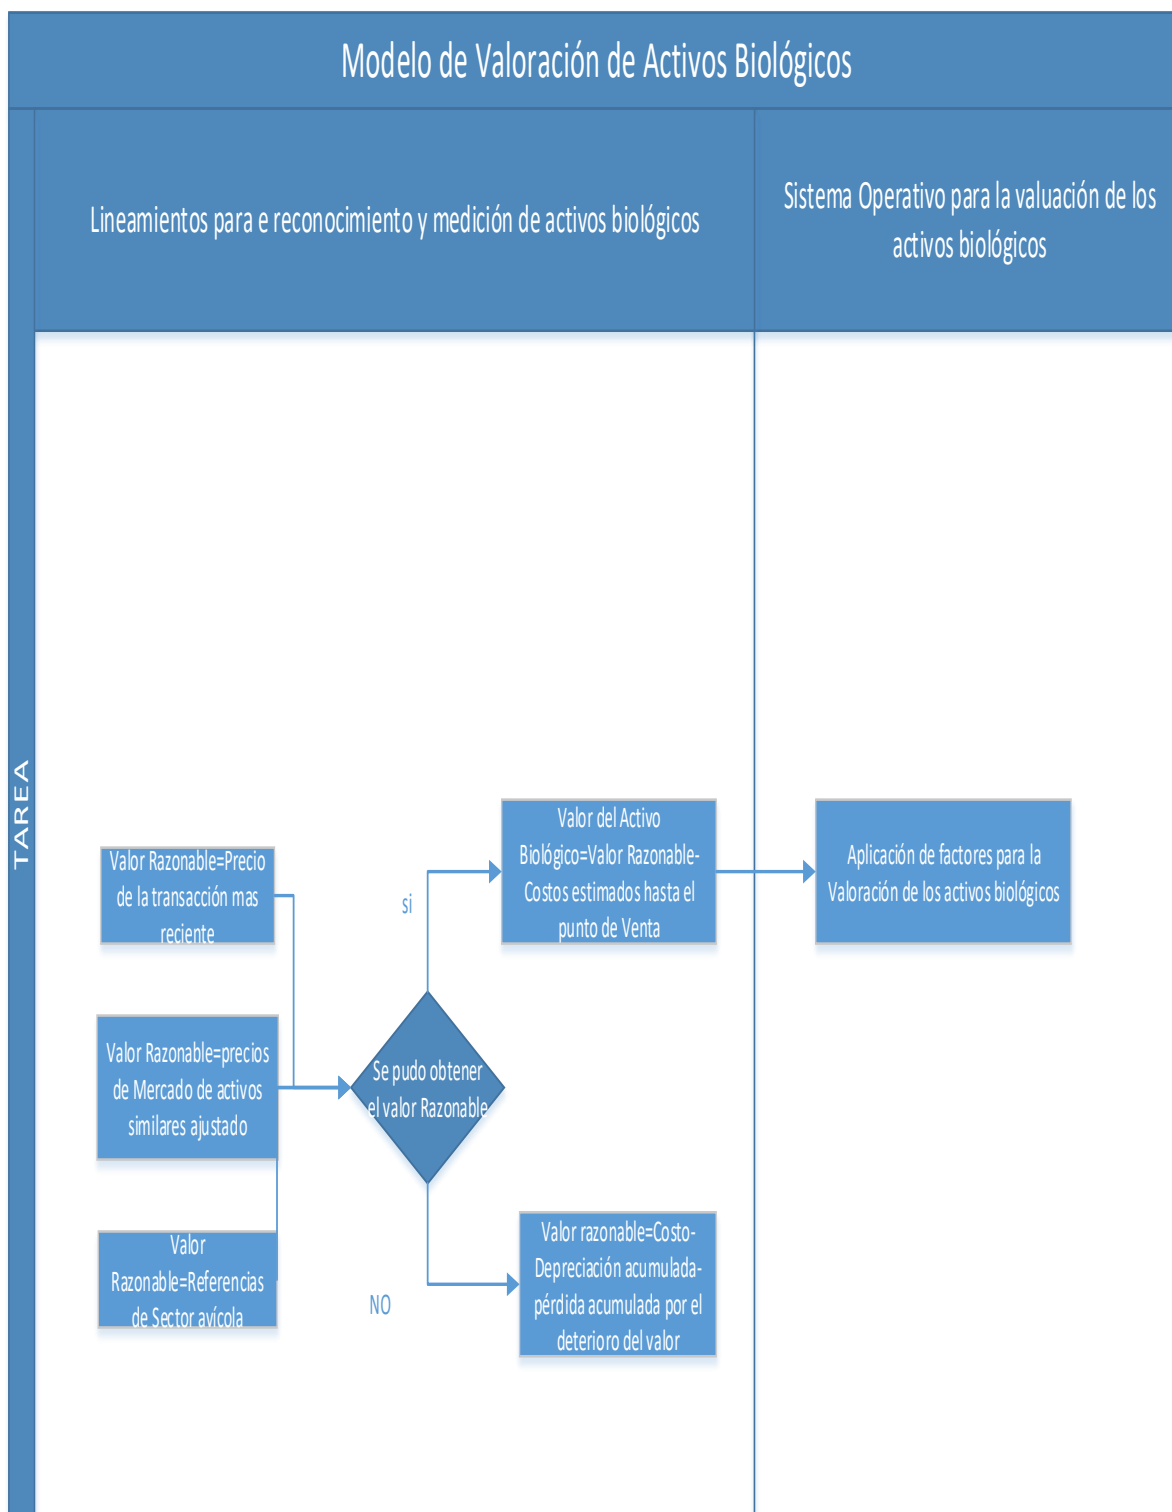 Modelo de Valoración de Activos Biológicos
Lineamientos para e reconocimiento y medición de activos biológicos
Sistema Operativo para la valuación de los
activos biológicos
TAREA
Valor Razonable=Precio
de la transacción mas
reciente
Valor Razonable=precios
de Mercado de activos
similares ajustado
Valor
Razonable=Referencias
de Sector avícola
Se pudo obtener
el valor Razonable
si
Valor del Activo
Biológico=Valor Razonable-
Costos estimados hasta el
punto de Venta
NO
Valor razonable=Costo-
Depreciación acumulada-
pérdida acumulada por el
deterioro del valor
Aplicación de factores para la
Valoración de los activos biológicos